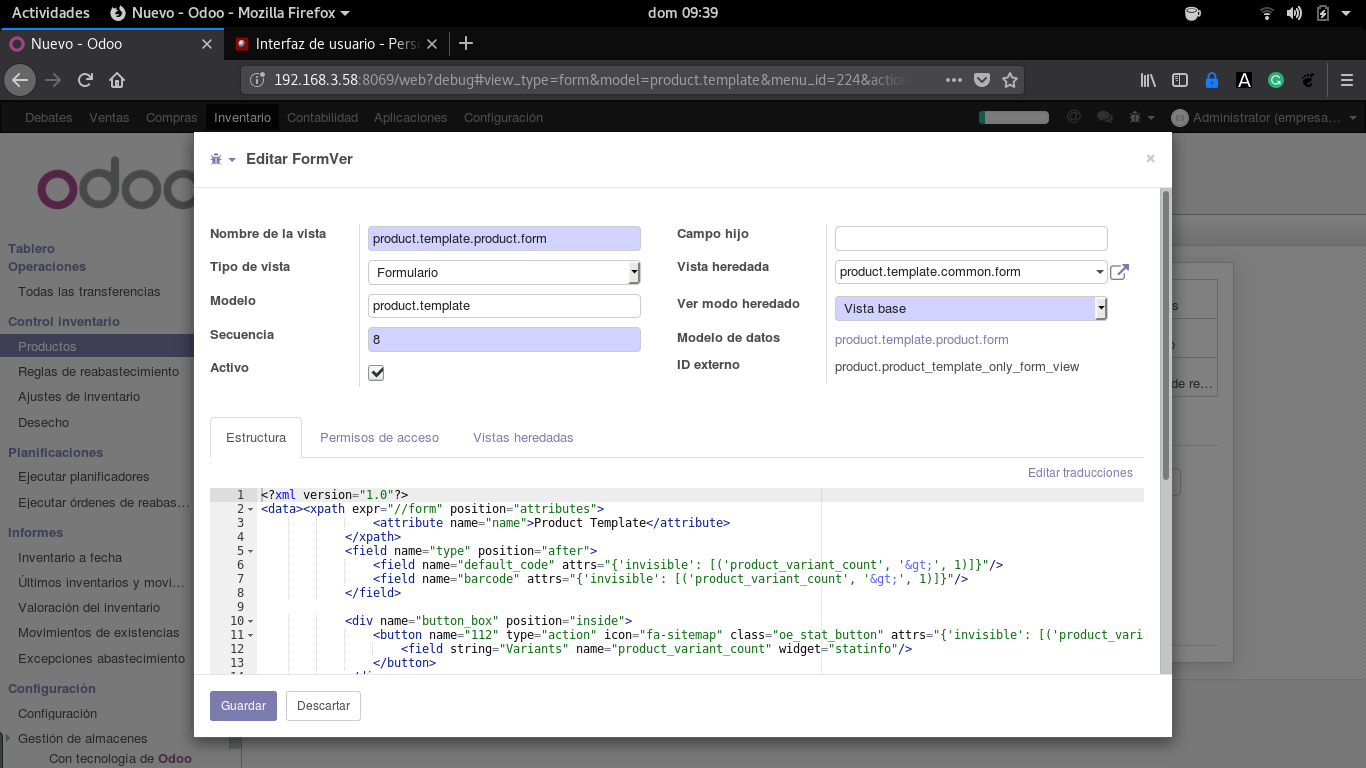 Actividades
Nuevo - Odoo - Mozilla Firefox
dom 09:39
Nuevo - Odoo
Interfaz de usuario - Pers
192.168.3.58:8069/web?debug#view_type=form&model=product.template&menu_id=224&action
Debates Ventas Compras Inventario Contabilidad Aplicaciones Configuración
@
Administrator (empresa...
odoo
Tablero
Operaciones
Todas las transferencias
Control inventario
Productos
Reglas de reabastecimiento
Ajustes de inventario
Desecho
Planificaciones
Ejecutar planificadores
Ejecutar órdenes de reabas...
Informes
Inventario a fecha
Últimos inventarios y movi...
Valoración del inventario
Movimientos de existencias
Excepciones abastecimiento
Configuración
Configuración
Gestión de almacenes
Con tecnología de Odoo
Editar FormVer
×
Nombre de la vista
product.template.product.form
Tipo de vista
Formulario
Modelo
product.template
Secuencia
8
Activo
Campo hijo
Vista heredada
product.template.common.form
Ver modo heredado
Vista base
Modelo de datos
product.template.product.form
ID externo
product.product_template_only_form_view
Estructura Permisos de acceso Vistas heredadas
Editar traducciones
1 <?xml version="1.0"?>
2 <data><xpath expr="//form" position="attributes">
3 <attribute name="name">Product Template</attribute>
4 </xpath>
5 <field name="type" position="after">
6 <field name="default_code" attrs="{'invisible': [('product_variant_count', '&gt;', 1)]}"/>
7 <field name="barcode" attrs="{'invisible': [('product_variant_count', '&gt;', 1)]}"/>
8 </field>
9
10 <div name="button_box" position="inside">
11 <button name="112" type="action" icon="fa-sitemap" class="oe_stat_button" attrs="{'invisible': [('product_vari
12 <field string="Variants" name="product_variant_count" widget="statinfo"/>
13 </button>
Guardar Descartar
de re...